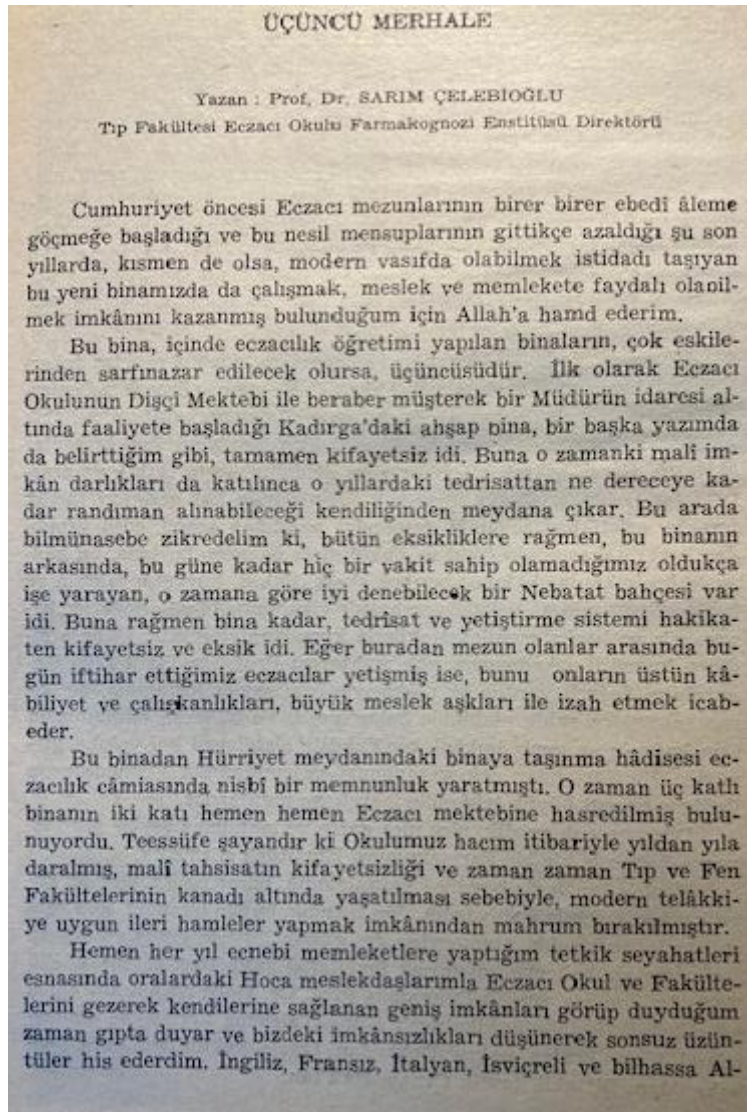 ÜÇÜNCÜ MERHALE
Yazan : Prof. Dr. SARIM ÇELEBİOĞLU
Tıp Fakültesi Eczacı Okulu Farmakognozi Enstitüsü Direktörü
Cumhuriyet öncesi Eczacı mezunlarının birer birer ebedî âleme
göçmeğe başladığı ve bu nesil mensuplarının gittikçe azaldığı şu son
yıllarda, kısmen de olsa, modern vasıfda olabilmek istidadı taşıyan
bu yeni binamızda da çalışmak, meslek ve memlekete faydalı olabil-
mek imkânını kazanmış bulunduğum için Allah'a hamd ederim.
Bu bina, içinde eczacılık öğretimi yapılan binaların, çok eskile-
rinden sarfınazar edilecek olursa, üçüncüsüdür. İlk olarak Eczacı
Okulunun Dişçi Mektebi ile beraber müşterek bir Müdürün idaresi al-
tında faaliyete başladığı Kadırga'daki ahşap bina, bir başka yazımda
da belirttiğim gibi, tamamen kifayetsiz idi. Buna o zamanki malî im-
kân darlıkları da katılınca o yıllardaki tedrisattan ne dereceye ka-
dar randıman alınabileceği kendiliğinden meydana çıkar. Bu arada
bilmünasebe zikredelim ki, bütün eksikliklere rağmen, bu binanın
arkasında, bu güne kadar hiç bir vakit sahip olamadığımız oldukça
işe yarayan, o zamana göre iyi denebilecek bir Nebatat bahçesi var
idi. Buna rağmen bina kadar, tedrisat ve yetiştirme sistemi hakika-
ten kifayetsiz ve eksik idi. Eğer buradan mezun olanlar arasında bu-
gün iftihar ettiğimiz eczacılar yetişmiş ise, bunu onların üstün kâ-
biliyet ve çalışkanlıkları, büyük meslek aşkları ile izah etmek icab-
eder.
Bu binadan Hürriyet meydanındaki binaya taşınma hâdisesi ec-
zacılık câmiasında nisbî bir memnunluk yaratmıştı. O zaman üç katlı
binanın iki katı hemen hemen Eczacı mektebine hasredilmiş bulu-
nuyordu. Teessüfe şayandır ki Okulumuz hacım itibariyle yıldan yıla
daralmış, malî tahsisatın kifayetsizliği ve zaman zaman Tıp ve Fen
Fakültelerinin kanadı altında yaşatılması sebebiyle, modern telâkki-
ye uygun ileri hamleler yapmak imkânından mahrum bırakılmıştır.
Hemen her yıl ecnebi memleketlere yaptığım tetkik seyahatleri
esnasında oralardaki Hoca meslekdaşlarımla Eczacı Okul ve Fakülte-
lerini gezerek kendilerine sağlanan geniş imkânları görüp duyduğum
zaman gıpta duyar ve bizdeki imkânsızlıkları düşünerek sonsuz üzün-
tüler his ederdim. İngiliz, Fransız, İtalyan, İsviçreli ve bilhassa Al-